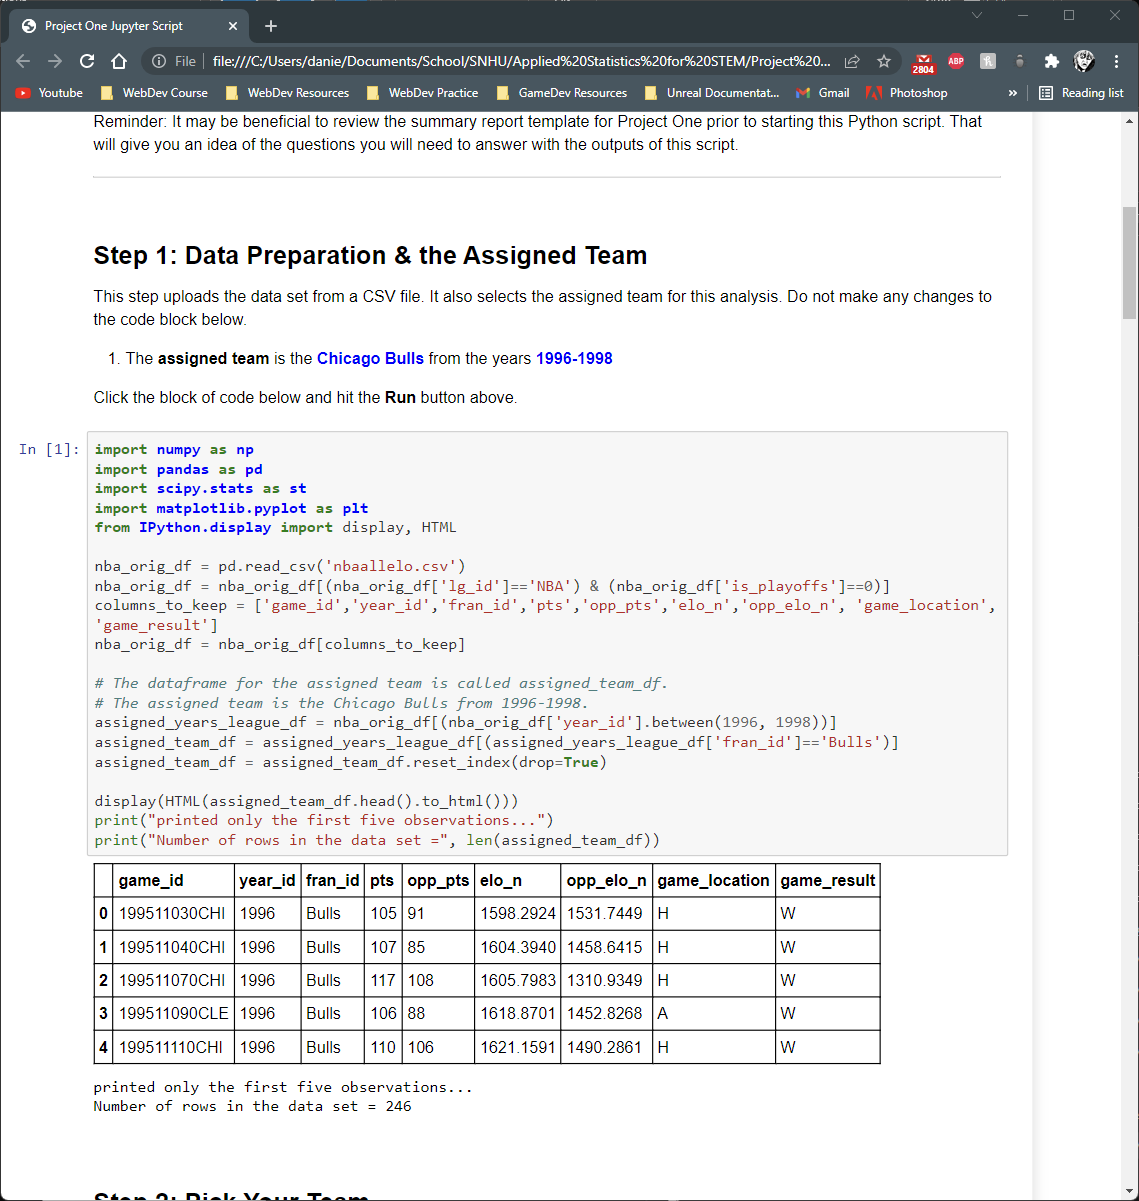 Project One Jupyter Script
File
file:///C:/Users/danie/Documents/School/SNHU/Applied%20Statistics%20for%20STEM/Project%20...
2804
ABP
Youtube
WebDev Course
WebDev Resources
WebDev Practice
GameDev Resources
Unreal Documentat...
Gmail
Photoshop
»
Reading list
Reminder: It may be beneficial to review the summary report template for Project One prior to starting this Python script. That
will give you an idea of the questions you will need to answer with the outputs of this script.
Step 1: Data Preparation & the Assigned Team
This step uploads the data set from a CSV file. It also selects the assigned team for this analysis. Do not make any changes to
the code block below.
1. The assigned team is the Chicago Bulls from the years 1996-1998
Click the block of code below and hit the Run button above.
In [1]:
import numpy as np
import pandas as pd
import scipy.stats as st
import matplotlib.pyplot as plt
from IPython.display import display, HTML
nba_orig_df = pd.read_csv('nbaallelo.csv')
nba_orig_df = nba_orig_df[(nba_orig_df['lg_id']=='NBA') & (nba_orig_df['is_playoffs']==0)]
columns_to_keep = ['game_id','year_id','fran_id','pts','opp_pts','elo_n','opp_elo_n', 'game_location',
'game_result']
nba_orig_df = nba_orig_df[columns_to_keep]
# The dataframe for the assigned team is called assigned_team_df.
# The assigned team is the Chicago Bulls from 1996-1998.
assigned_years_league_df = nba_orig_df[(nba_orig_df['year_id'].between(1996, 1998))]
assigned_team_df = assigned_years_league_df[(assigned_years_league_df['fran_id']=='Bulls')]
assigned_team_df = assigned_team_df.reset_index(drop=True)
display(HTML(assigned_team_df.head().to_html()))
print("printed only the first five observations...")
print("Number of rows in the data set =", len(assigned_team_df))
game_id year_id fran_id pts opp_pts elo_n opp_elo_n game_location game_result
0 199511030CHI 1996 Bulls 105 91 1598.2924 1531.7449 H W
1 199511040CHI 1996 Bulls 107 85 1604.3940 1458.6415 H W
2 199511070CHI 1996 Bulls 117 108 1605.7983 1310.9349 H W
3 199511090CLE 1996 Bulls 106 88 1618.8701 1452.8268 A W
4 199511110CHI 1996 Bulls 110 106 1621.1591 1490.2861 H W
printed only the first five observations...
Number of rows in the data set = 246
Step 2: Pick Your Team